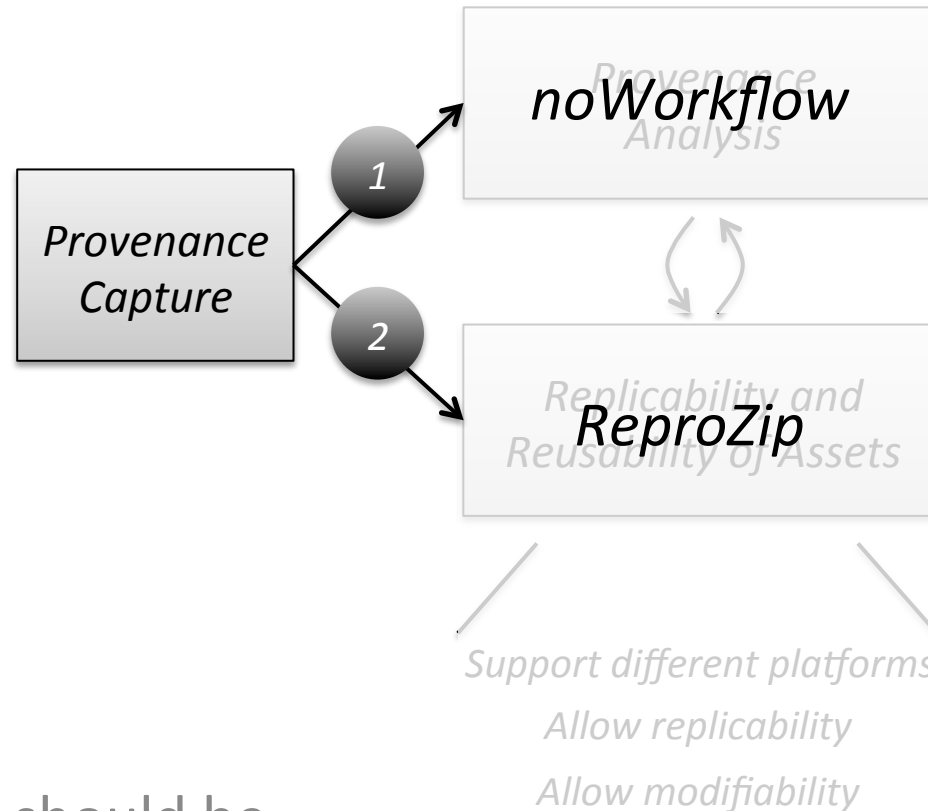 Provenance
noWorkflow
Analysis
1
Provenance
Capture
2
Replicability and
ReproZip
Reusability of Assets
Support different platforms
Allow replicability
Allow modifiability
should be